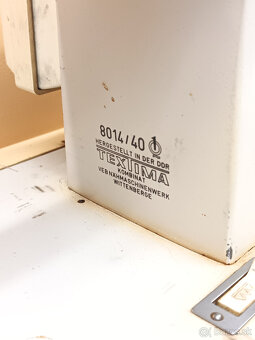 8014/40
HERGESTELLT IN DER DDR
TEXTIMA
KOMBINAT
VEB NÄHMASCHINENWERK
WITTENBERGE